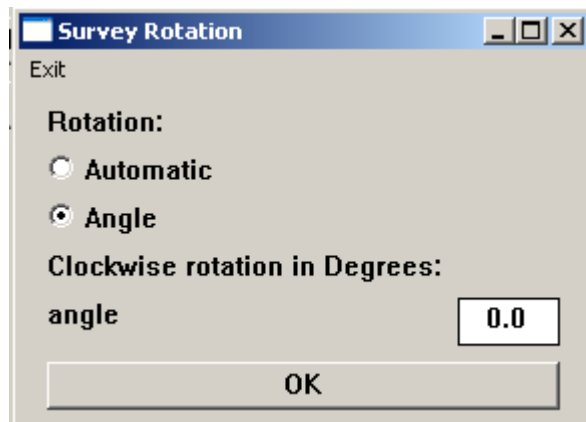 Survey Rotation
Exit
Rotation:
Automatic
Angle
Clockwise rotation in Degrees:
angle 0.0
OK